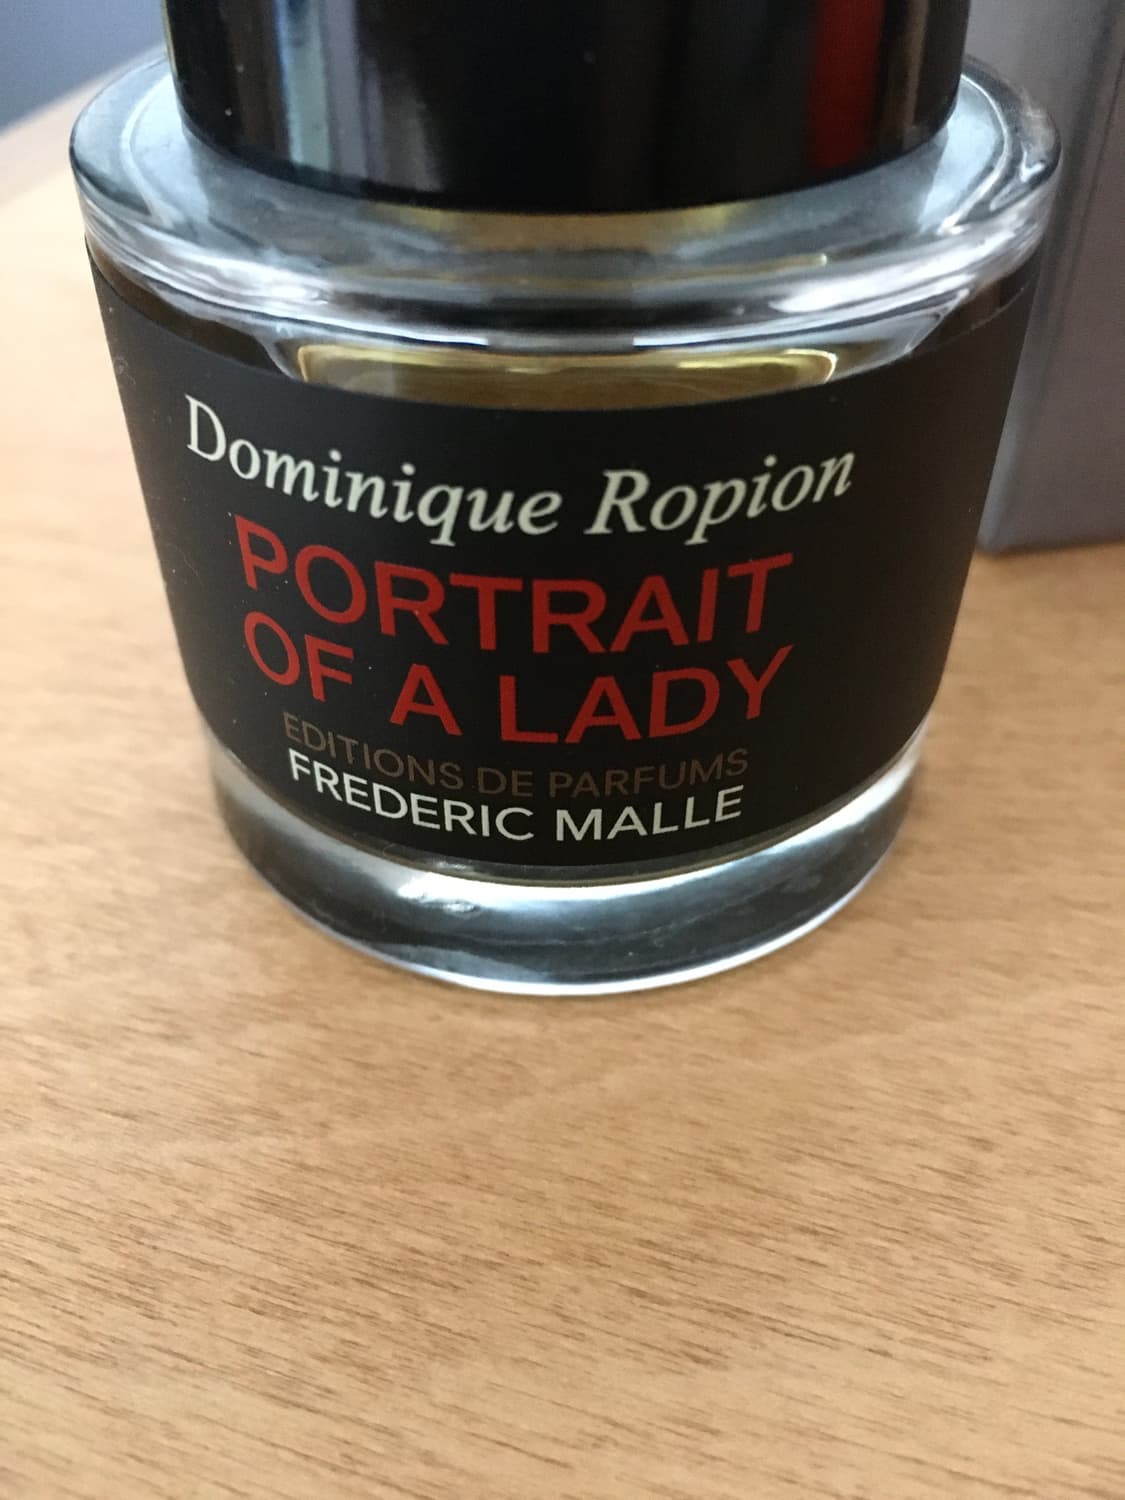 Dominique Ropion
PORTRAIT
OF A LADY
EDITIONS DE PARFUMS
FREDERIC MALLE